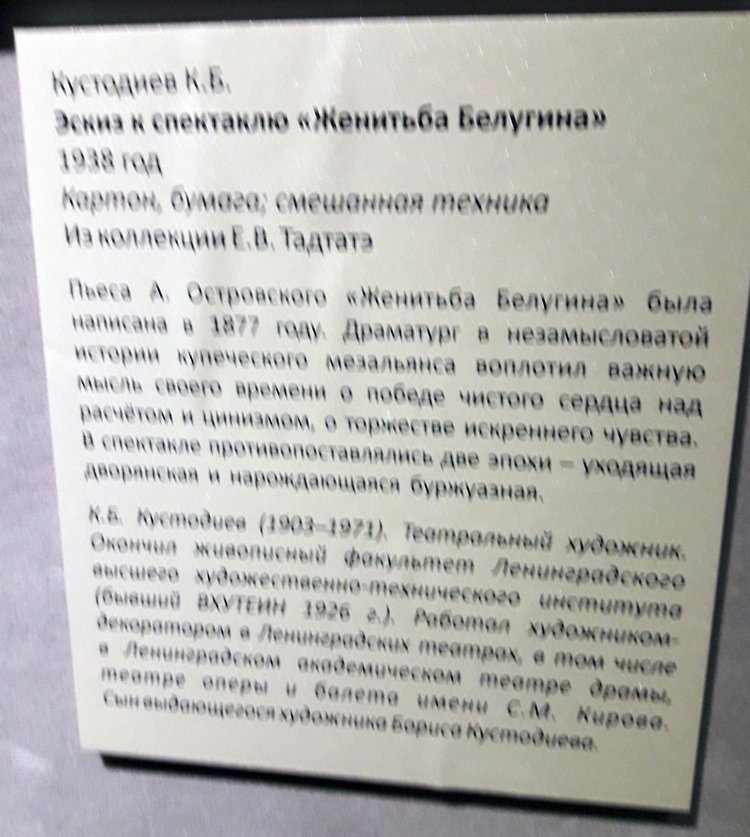 Кустодиев К.Б.
Эскиз к спектаклю «Женитьба Белугина»
1938 год
Картон, бумага; смешанная техника
Из коллекции Е.В. Тадтатэ
Пьеса А. Островского «Женитьба Белугина» была
написана в 1877 году. Драматург в незамысловатой
истории купеческого мезальянса воплотил важную
мысль своего времени о победе чистого сердца над
расчётом и цинизмом, о торжестве искреннего чувства.
В спектакле противопоставлялись две эпохи – уходящая
дворянская и нарождающаяся буржуазная.
К.Б. Кустодиев (1903–1971). Театральный художник.
Окончил живописный факультет Ленинградского
высшего художественно-технического института
(бывший ВХУТЕИН 1926 г.). Работал художником-
декоратором в Ленинградских театрах, в том числе
в Ленинградском академическом театре драмы,
театре оперы и балета имени С.М. Кирова.
Сын выдающегося художника Бориса Кустодиева.